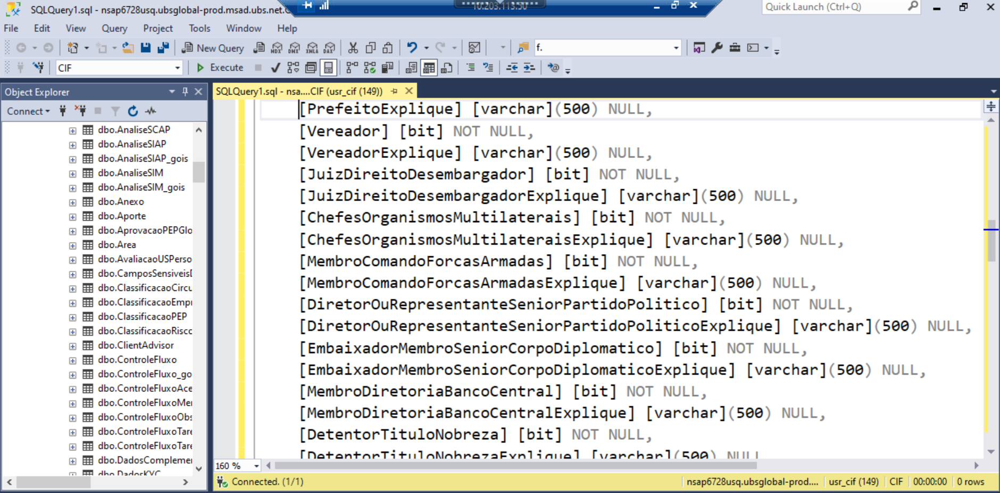 SQLQuery1.sql - nsap6728usq.ubsglobal-prod.msad.ubs.net.
10.203.113.50
Quick Launch (Ctrl+Q)
File Edit View Query Project Tools Window Help
New Query MDX DMX XMLA DAX f.
CIF Execute
Object Explorer
Connect
dbo.AnaliseSCAP
dbo.AnaliseSIAP
dbo.AnaliseSIAP_gois
dbo.AnaliseSIM
dbo.AnaliseSIM_gois
dbo.Anexo
dbo.Aporte
dbo.AprovacaoPEPGlo
dbo.Area
dbo.AvaliacaoUSPerso
dbo.CamposSensiveis
dbo.ClassificacaoCircu
dbo.ClassificacaoEmp
dbo.ClassificacaoPEP
dbo.ClassificacaoRisco
dbo.ClientAdvisor
dbo.ControleFluxo
dbo.ControleFluxo_go
dbo.ControleFluxoAce
dbo.ControleFluxoMe
dbo.ControleFluxoObs
dbo.ControleFluxoTare
dbo.ControleFluxoTare
dbo.DadosCompleme
dbo.DadosKYC
SQLQuery1.sql - nsa....CIF (usr_cif (149))
[PrefeitoExplique] [varchar](500) NULL,
[Vereador] [bit] NOT NULL,
[VereadorExplique] [varchar](500) NULL,
[JuizDireitoDesembargador] [bit] NOT NULL,
[JuizDireitoDesembargadorExplique] [varchar](500) NULL,
[ChefesOrganismosMultilaterais] [bit] NOT NULL,
[ChefesOrganismosMultilateraisExplique] [varchar](500) NULL,
[MembroComandoForcasArmadas] [bit] NOT NULL,
[MembroComandoForcasArmadasExplique] [varchar](500) NULL,
[DiretorOuRepresentanteSeniorPartidoPolitico] [bit] NOT NULL,
[DiretorOuRepresentanteSeniorPartidoPoliticoExplique] [varchar](500) NULL,
[EmbaixadorMembroSeniorCorpoDiplomatico] [bit] NOT NULL,
[EmbaixadorMembroSeniorCorpoDiplomaticoExplique] [varchar](500) NULL,
[MembroDiretoriaBancoCentral] [bit] NOT NULL,
[MembroDiretoriaBancoCentralExplique] [varchar](500) NULL,
[DetentorTituloNobreza] [bit] NOT NULL,
[DetentorTituloNobrezaExplique] [varchar](500) NULL
160 %
Connected. (1/1) nsap6728usq.ubsglobal-prod.... usr_cif (149) CIF 00:00:00 0 rows